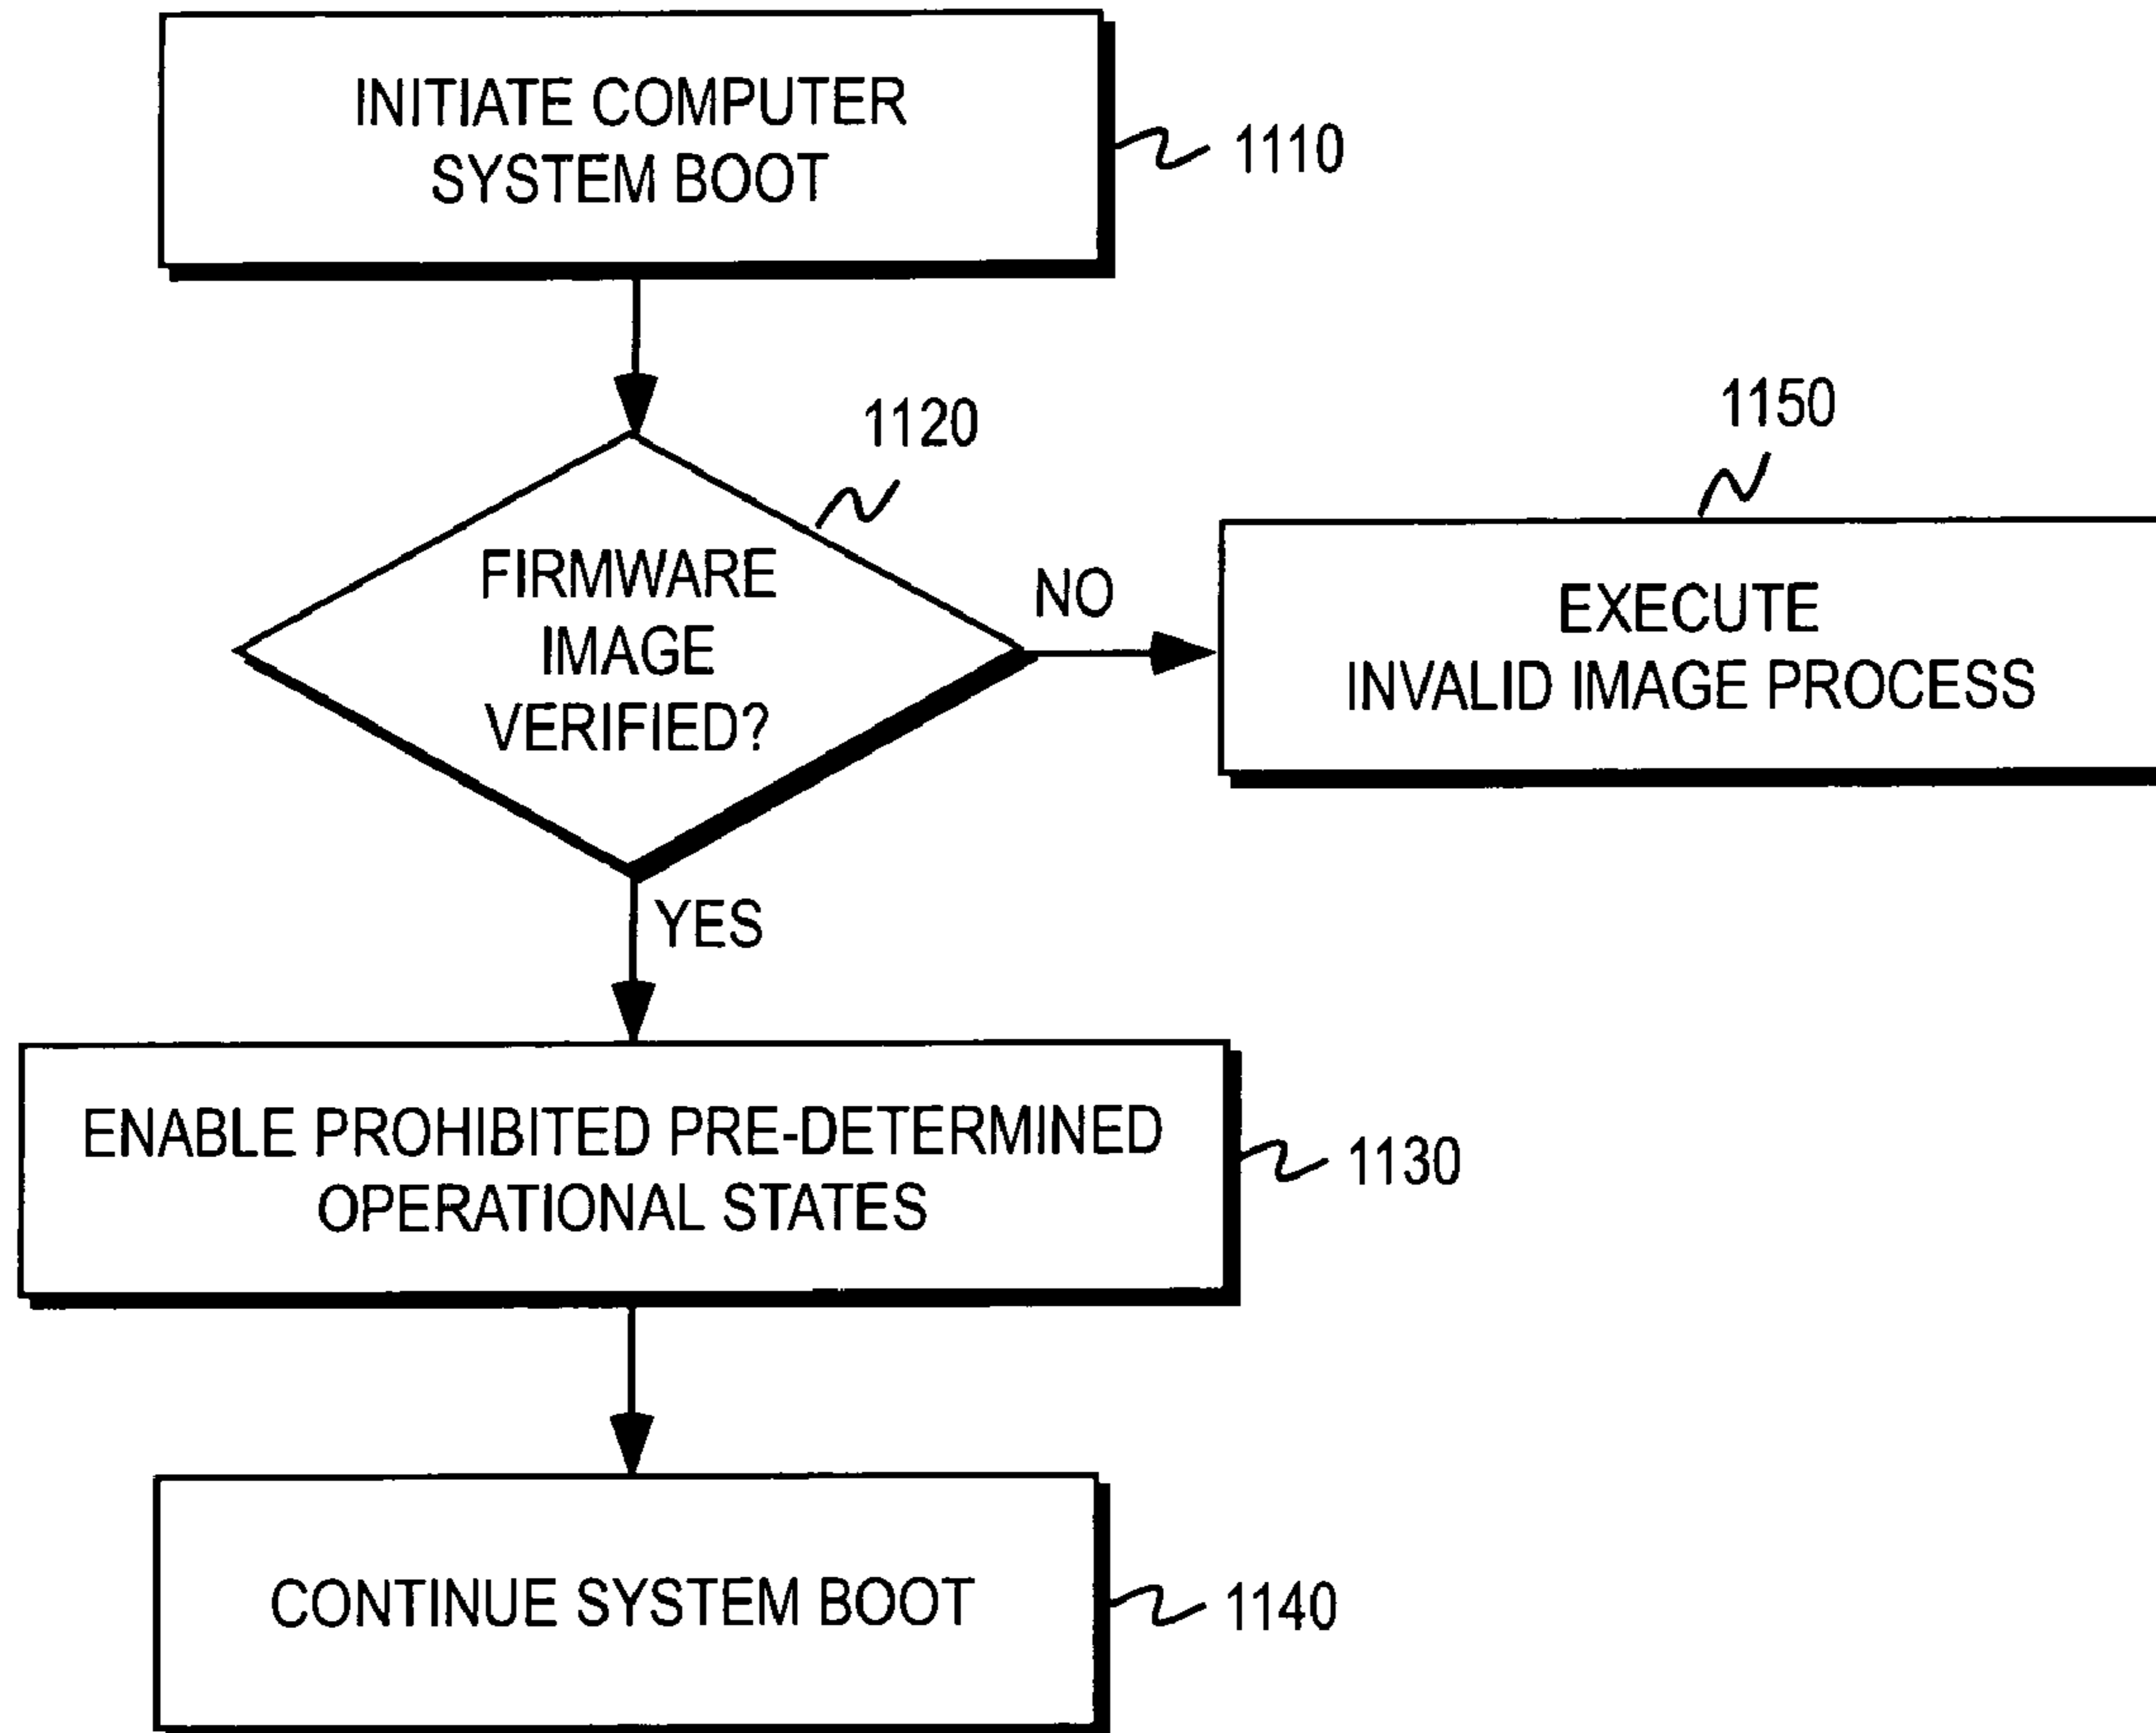 INITIATE COMPUTER
SYSTEM BOOT
1110
1120
FIRMWARE
IMAGE
VERIFIED?
NO
1150
EXECUTE
INVALID IMAGE PROCESS
YES
ENABLE PROHIBITED PRE-DETERMINED
OPERATIONAL STATES
1130
CONTINUE SYSTEM BOOT
1140